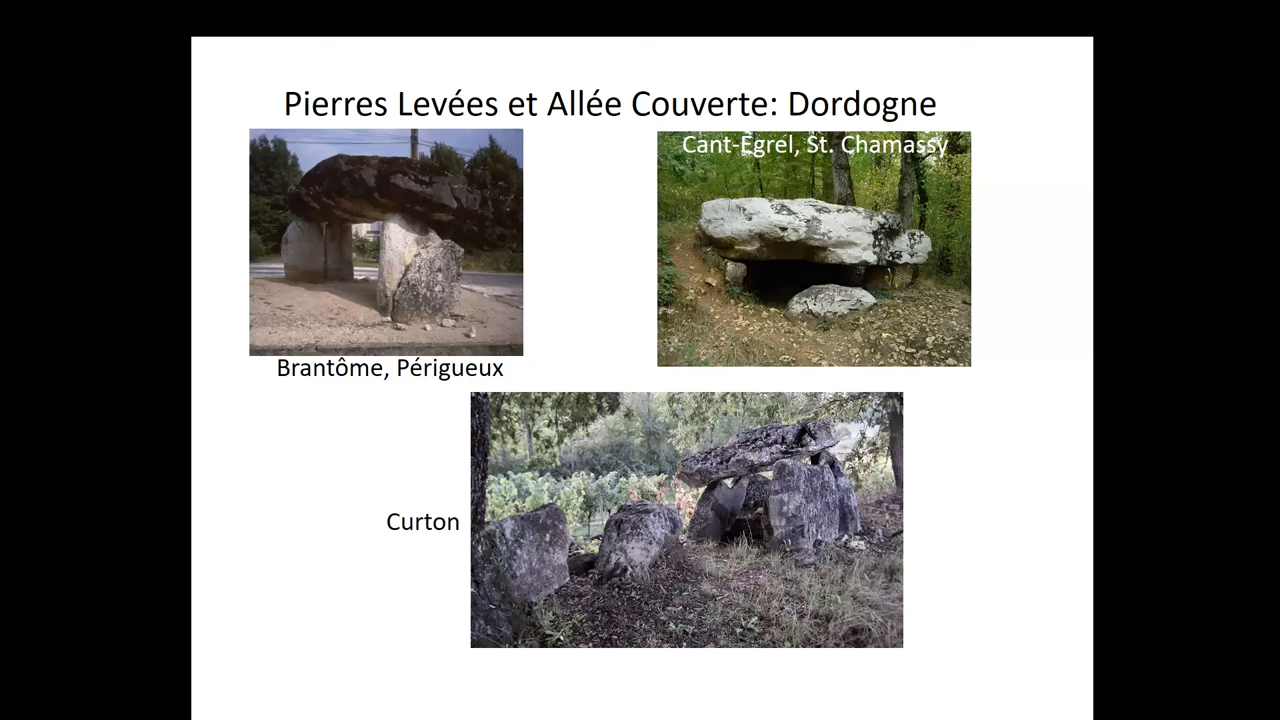 Pierres Levées et Allée Couverte: Dordogne
Cant-Egrel, St. Chamassy
Brantôme, Périgueux
Curton